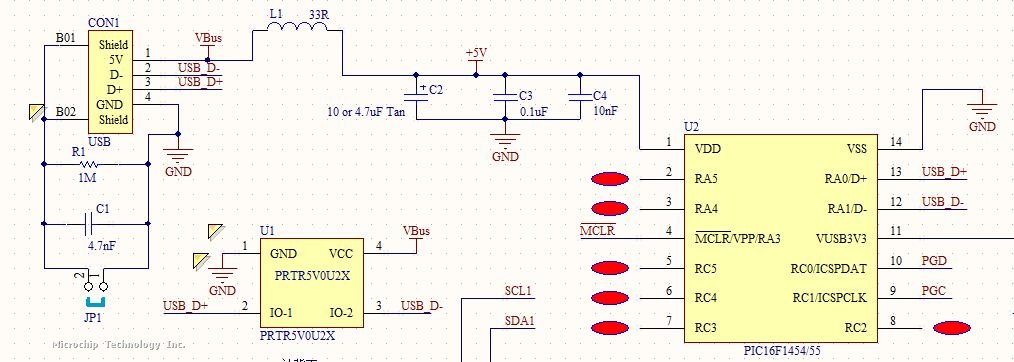 CON1
B01
Shield
5V
1
VBus
D-
2
USB_D-
D+
3
USB_D+
GND
4
B02
Shield
USB
GND
R1
1M
C1
4.7nF
2
1
JP1
Microchip Technology Inc.
L1
33R
+5V
+
C2
10 or 4.7uF Tan
C3
0.1uF
C4
10nF
GND
U1
1
GND
VCC
4
VBus
GND
PRTR5V0U2X
USB_D+
2
IO-1
IO-2
3
USB_D-
PRTR5V0U2X
SCL1
SDA1
U2
1
VDD
VSS
14
GND
2
RA5
RA0/D+
13
USB_D+
3
RA4
RA1/D-
12
USB_D-
MCLR
4
MCLR/VPP/RA3
VUSB3V3
11
5
RC5
RC0/ICSPDAT
10
PGD
6
RC4
RC1/ICSPCLK
9
PGC
7
RC3
RC2
8
PIC16F1454/55